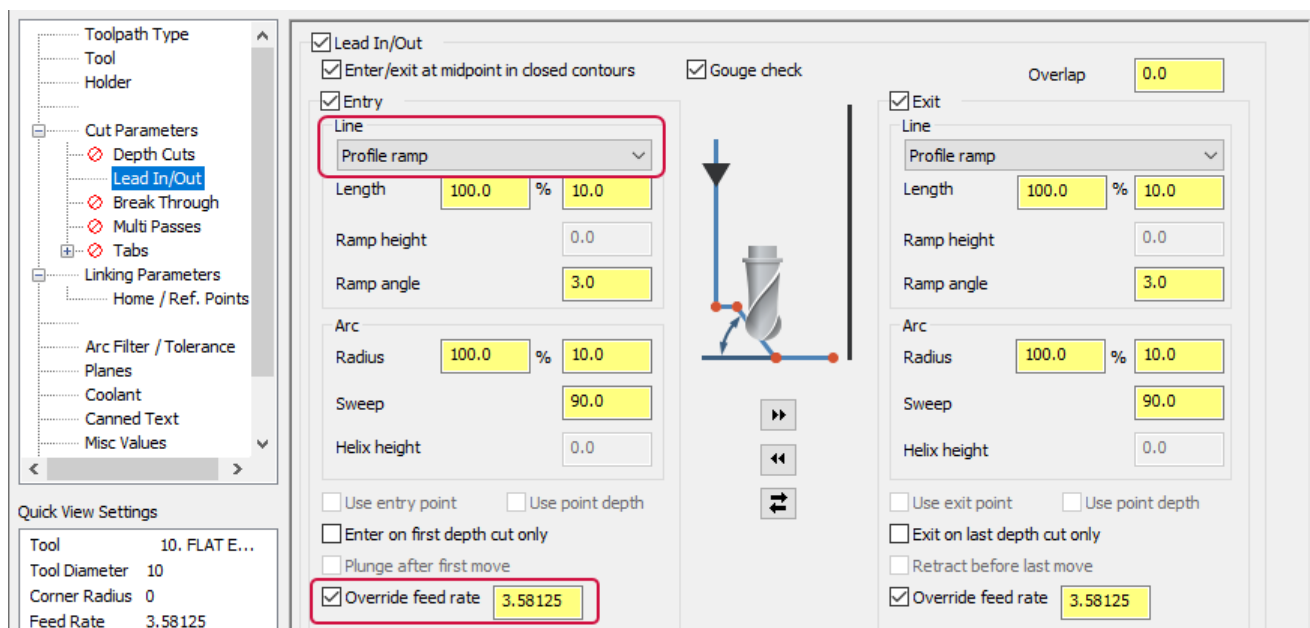 Toolpath Type
Tool
Holder
Cut Parameters
Depth Cuts
Lead In/Out
Break Through
Multi Passes
Tabs
Linking Parameters
Home / Ref. Points
Arc Filter / Tolerance
Planes
Coolant
Canned Text
Misc Values
Quick View Settings
Tool 10. FLAT E...
Tool Diameter 10
Corner Radius 0
Feed Rate 3.58125
Lead In/Out
Enter/exit at midpoint in closed contours
Gouge check
Overlap 0.0
Entry
Line
Profile ramp
Length 100.0 % 10.0
Ramp height 0.0
Ramp angle 3.0
Arc
Radius 100.0 % 10.0
Sweep 90.0
Helix height 0.0
Use entry point Use point depth
Enter on first depth cut only
Plunge after first move
Override feed rate 3.58125
Exit
Line
Profile ramp
Length 100.0 % 10.0
Ramp height 0.0
Ramp angle 3.0
Arc
Radius 100.0 % 10.0
Sweep 90.0
Helix height 0.0
Use exit point Use point depth
Exit on last depth cut only
Retract before last move
Override feed rate 3.58125